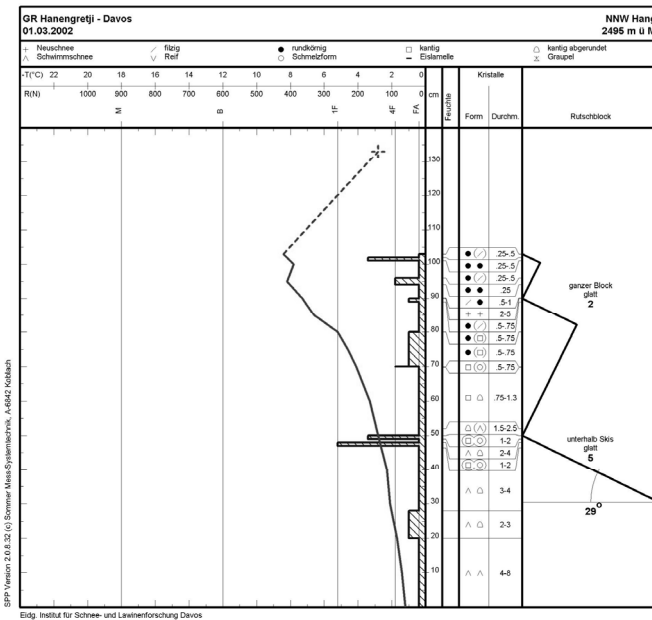 GR Hanengretji - Davos NNW Hang
01.03.2002 2495 m ü M
+ Neuschnee / filzig ● rundkörnig □ kantig kantig abgerundet
∧ Schwimmschnee ∨ Reif ○ Schmelzform - Eislamelle Graupel
-T(°C) 22 20 18 16 14 12 10 8 6 4 2 0 Kristalle
R(N) 1000 900 800 700 600 500 400 300 200 100 0 cm Feuchte Form Durchm. Rutschblock
M B 1F 4F FA
130
120
110
● (/) .25-.5
100
● ● .25-.5
● (/) .25-.5
● ● .25 ganzer Block
90
/ ● .5-1 glatt
+ + 2-3 2
80
● (/) .5-.75
● (□) .5-.75
● (□) .5-.75
70
□ (○) .5-.75
60
□ .75-1.3
(∧) 1.5-2.5
50
(□) (○) 1-2 unterhalb Skis
∧ 2-4 glatt
40
(□) (○) 1-2 5
∧ 3-4
30
29°
∧ 2-3
20
10
∧ ∧ 4-8
SPP Version 2.0.8.32 (c) Sommer Mess-Systemtechnik, A-6842 Koblach
Eidg. Institut für Schnee- und Lawinenforschung Davos